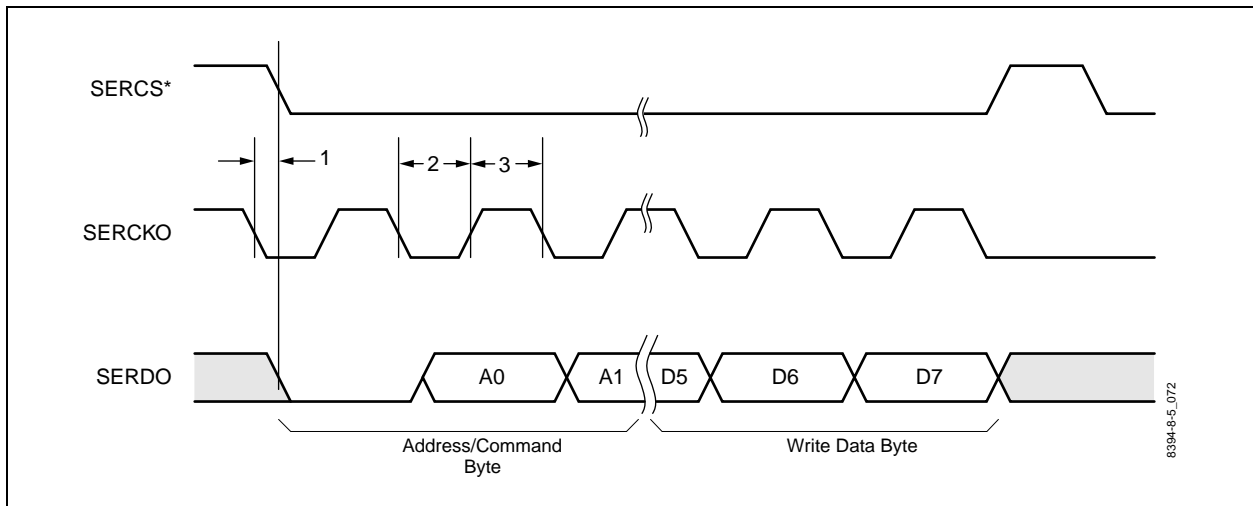 SERCS*
1
2
3
SERCKO
SERDO
A0
A1
D5
D6
D7
Address/Command
Byte
Write Data Byte
8394-8-5_072